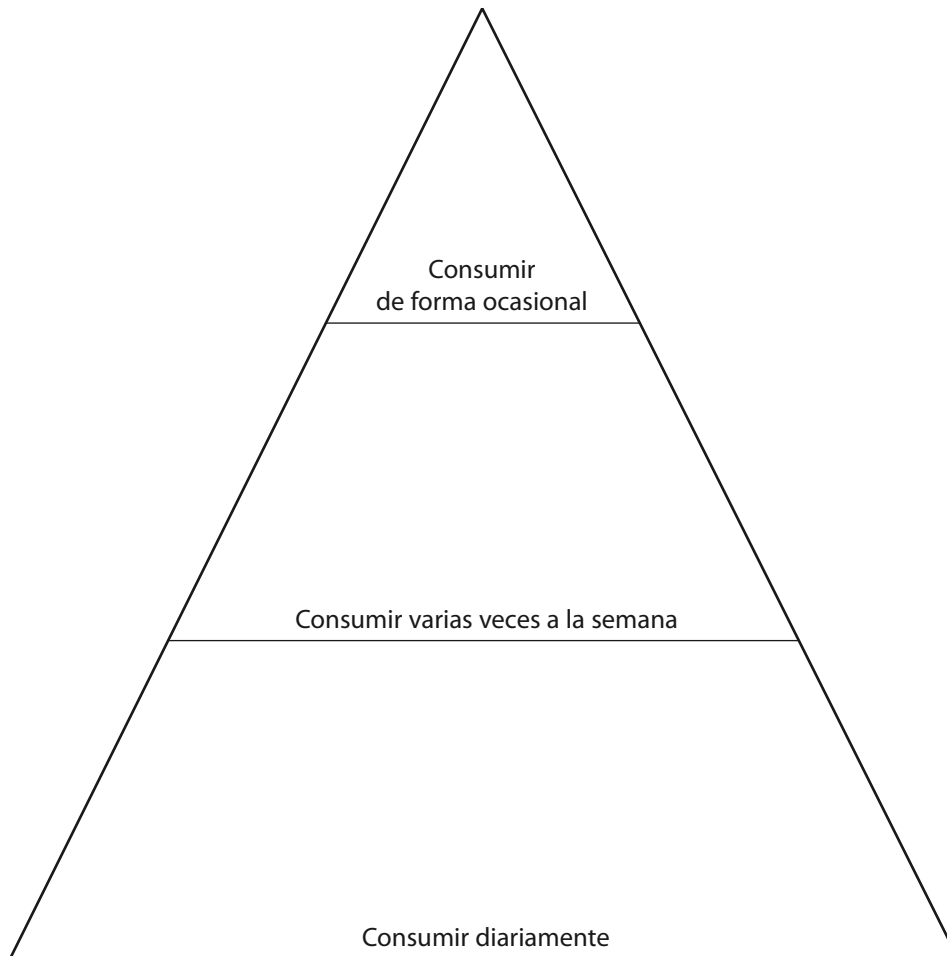 Consumir
de forma ocasional
Consumir varias veces a la semana
Consumir diariamente